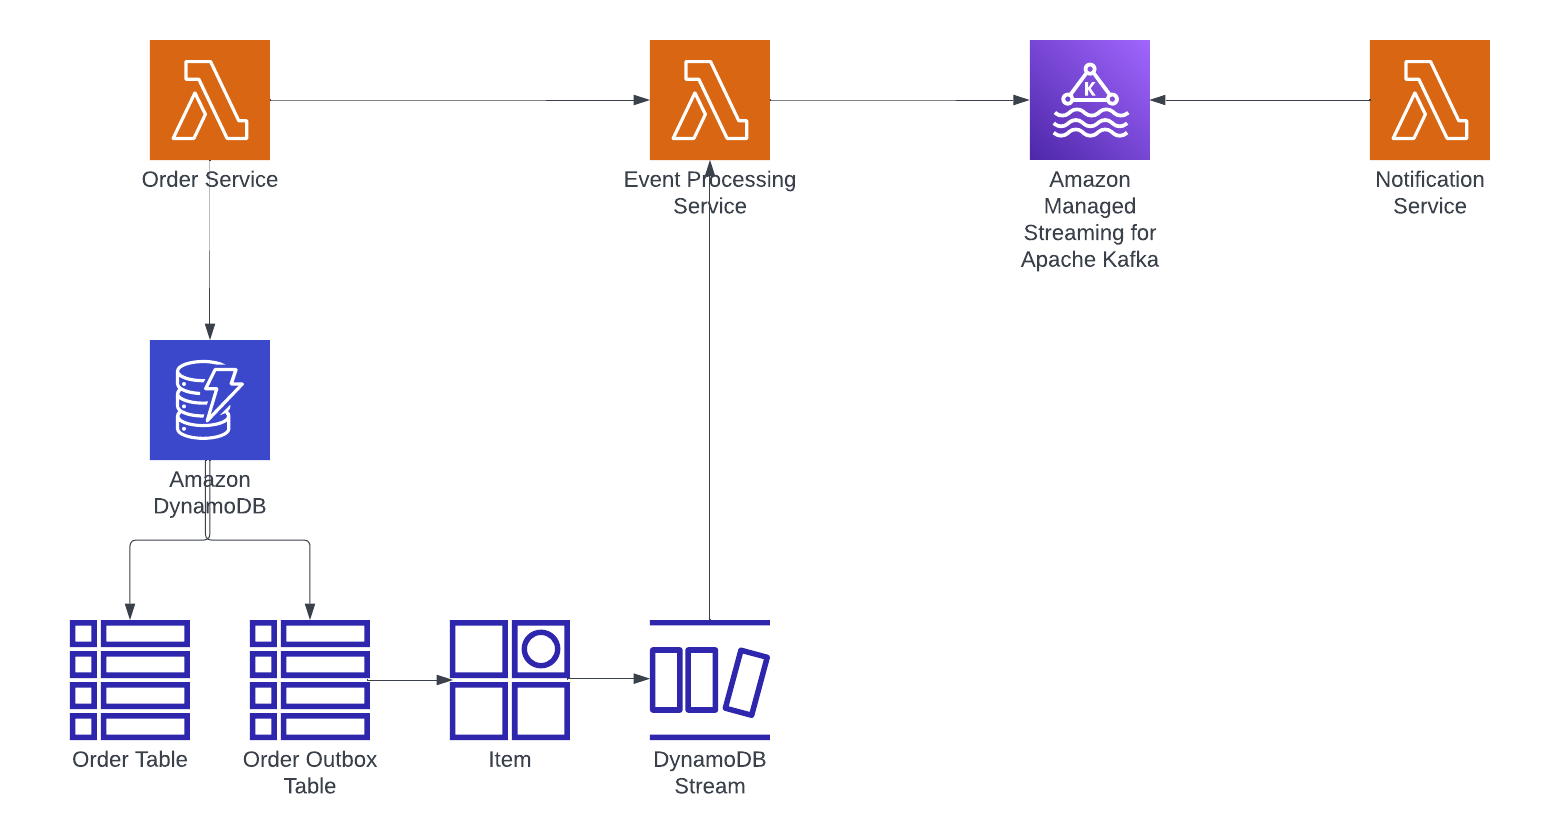 Order Service
Event Processing
Service
K
Amazon
Managed
Streaming for
Apache Kafka
Notification
Service
Amazon
DynamoDB
Order Table
Order Outbox
Table
Item
DynamoDB
Stream